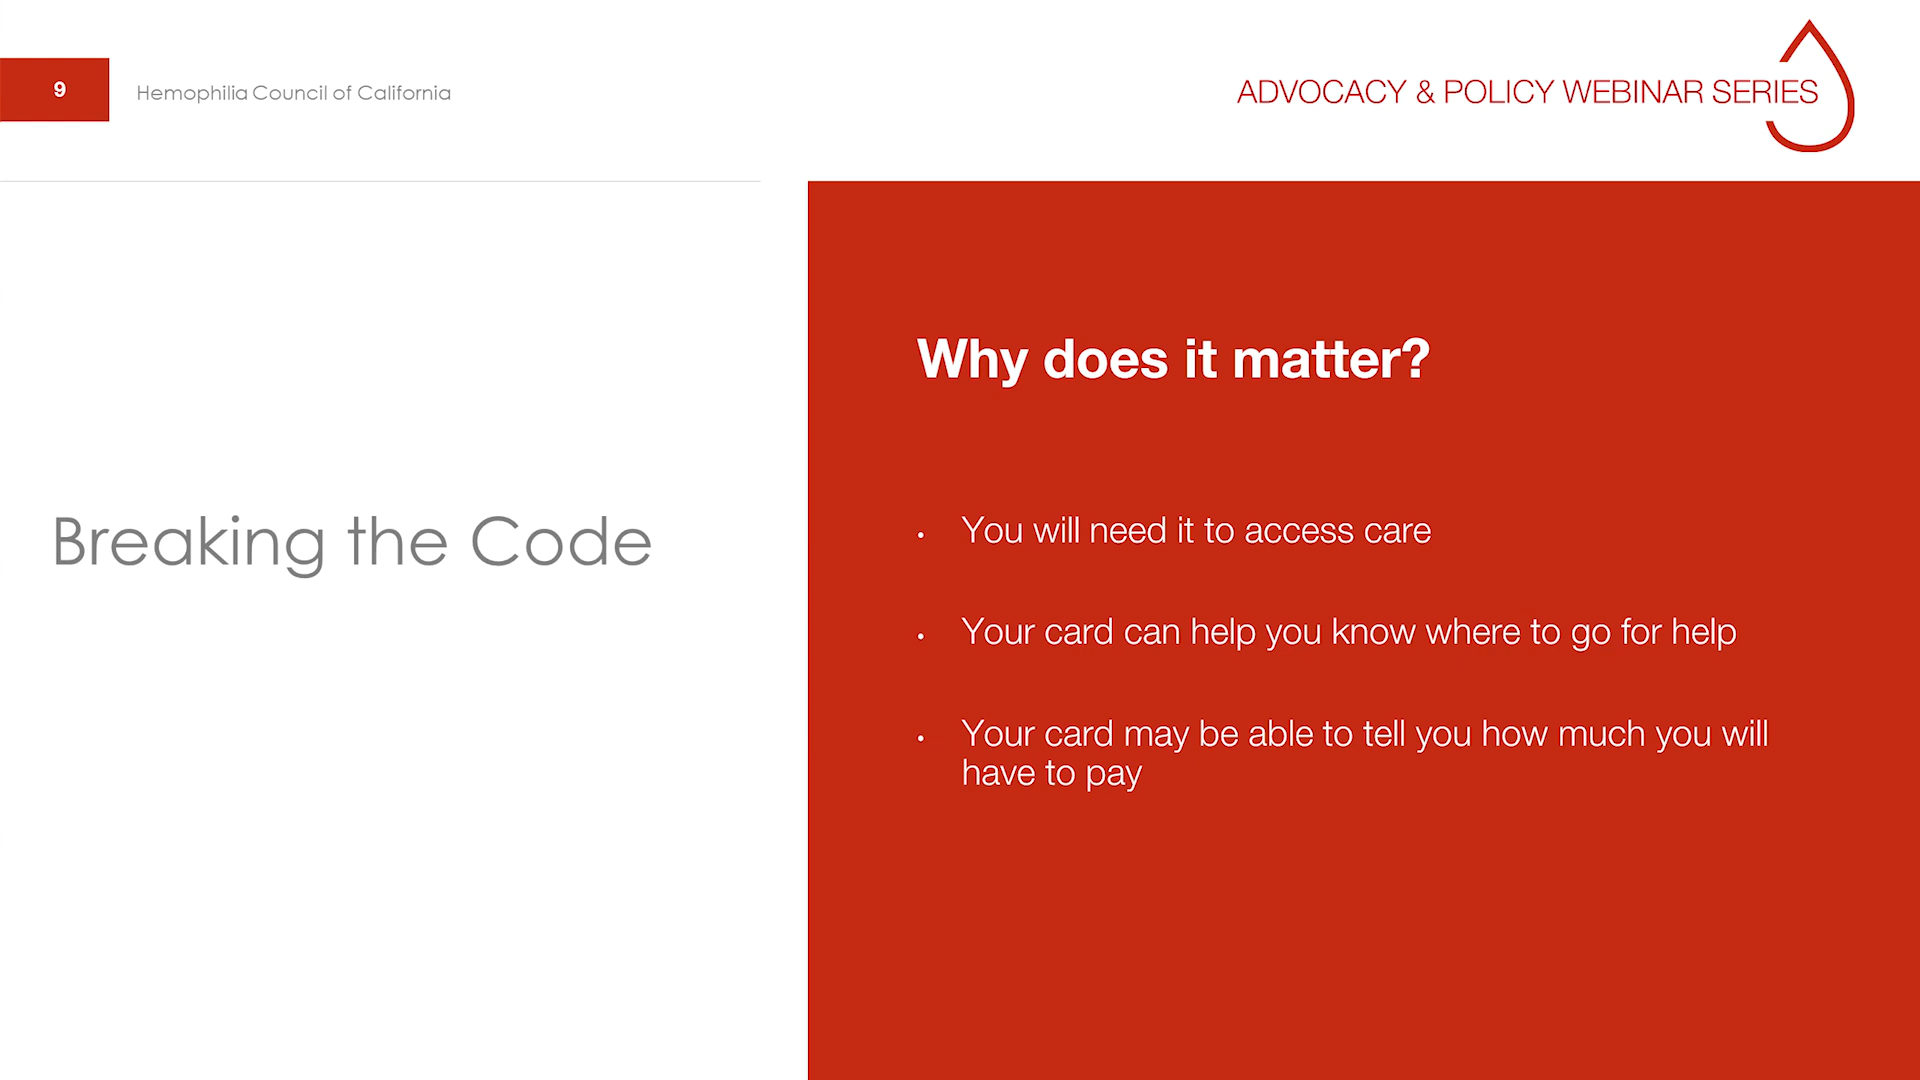 9
Hemophilia Council of California
ADVOCACY & POLICY WEBINAR SERIES
Breaking the Code
Why does it matter?
• You will need it to access care
• Your card can help you know where to go for help
• Your card may be able to tell you how much you will
have to pay